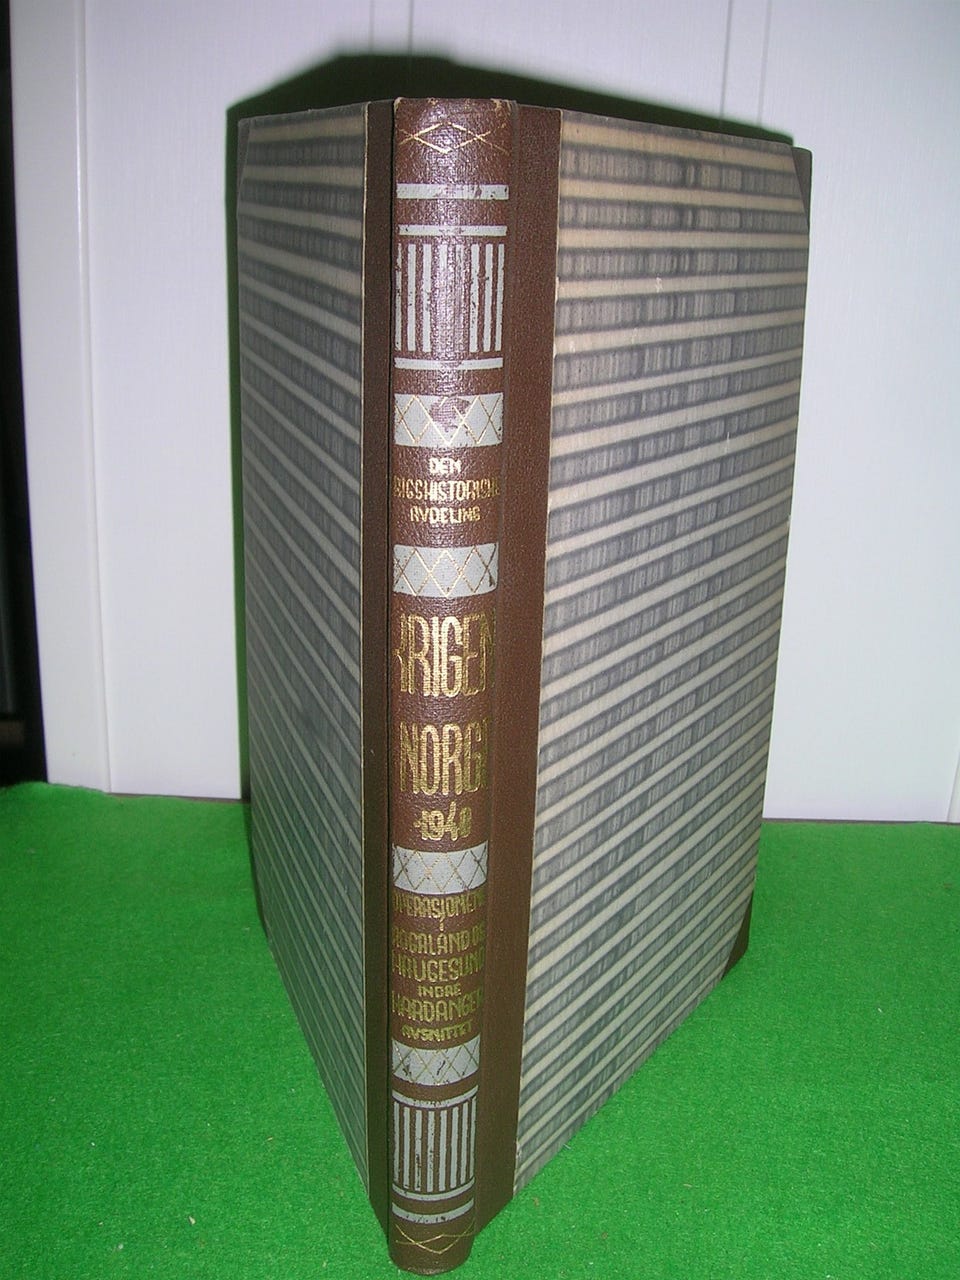 DEN
KRIGSHISTORISKE
AVDELING
KRIGEN
NORGE
1940
OPERASJONENE
I
ROGALAND OG
HAUGESUND
INDRE
HARDANGER
AVSNITTET